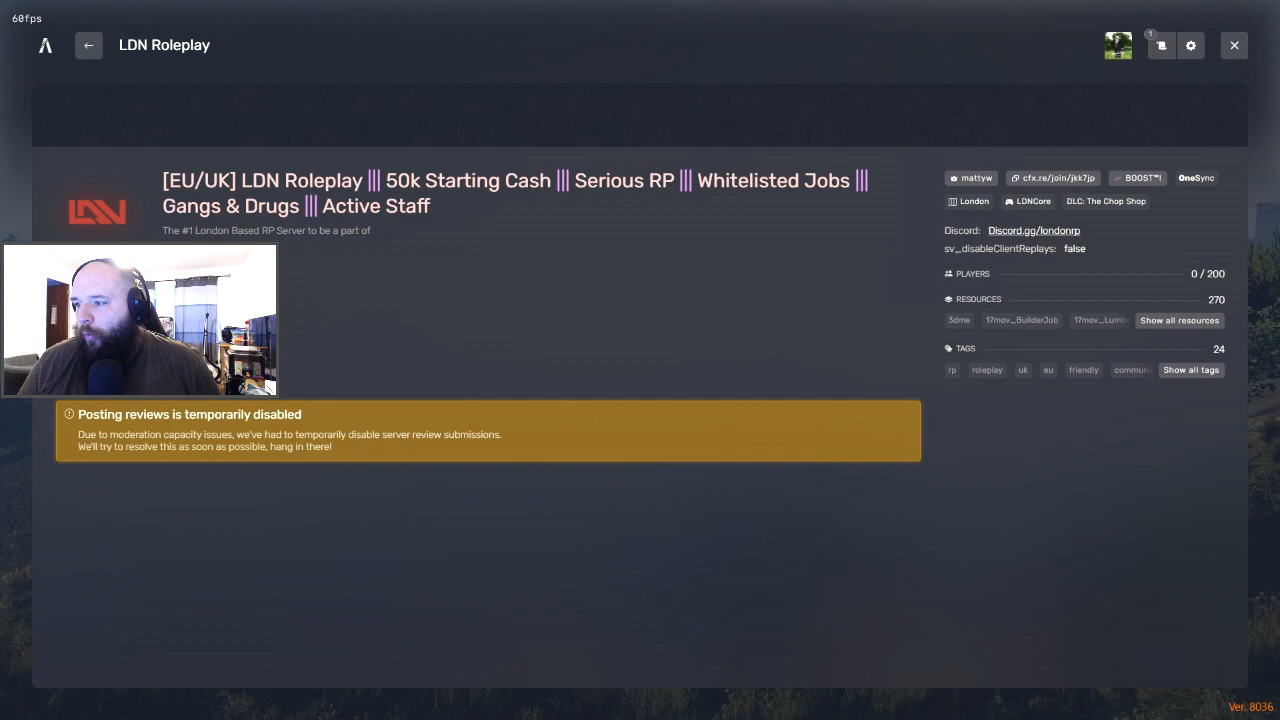 60fps
LDN Roleplay
1
[EU/UK] LDN Roleplay ||| 50k Starting Cash ||| Serious RP ||| Whitelisted Jobs |||
Gangs & Drugs ||| Active Staff
The #1 London Based RP Server to be a part of
LDN
mattyw
cfx.re/join/jkk7jp
BOOST™!
OneSync
London
LDNCore
DLC: The Chop Shop
Discord: Discord.gg/londonrp
sv_disableClientReplays: false
PLAYERS 0 / 200
RESOURCES 270
3dme 17mov_BuilderJob 17mov_Lumb Show all resources
TAGS 24
rp roleplay uk eu friendly commun Show all tags
Posting reviews is temporarily disabled
Due to moderation capacity issues, we've had to temporarily disable server review submissions.
We'll try to resolve this as soon as possible, hang in there!
Ver. 8036